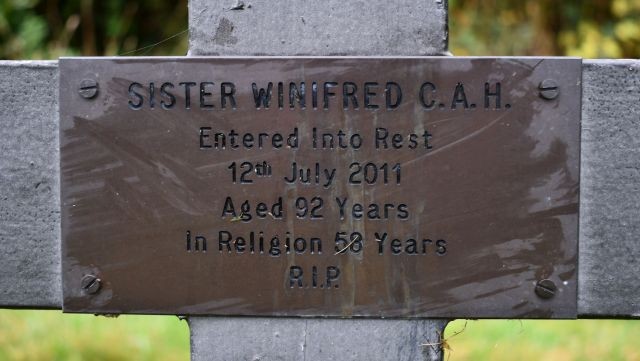 SISTER WINIFRED C.A.H.
Entered Into Rest
12th July 2011
Aged 92 Years
In Religion 58 Years
R.I.P.